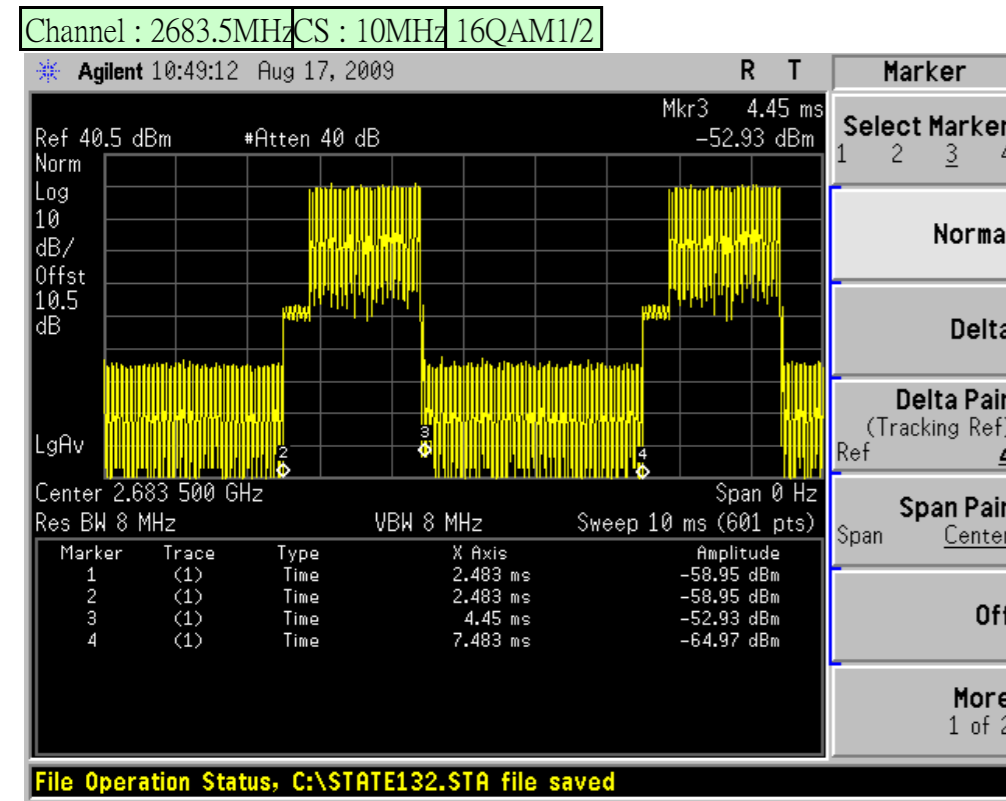 Channel : 2683.5MHz CS : 10MHz 16QAM1/2
Agilent 10:49:12 Aug 17, 2009 R T
Marker
Mkr3 4.45 ms
Ref 40.5 dBm #Atten 40 dB -52.93 dBm
Select Marker
1 2 3 4
Norm
Log
10
dB/
Offst
10.5
dB
LgAv
2
3
4
Norma
Delta
Delta Pair
(Tracking Ref)
Ref
Span Pair
Span Center
Off
More
1 of 2
Center 2.683 500 GHz Span 0 Hz
Res BW 8 MHz VBW 8 MHz Sweep 10 ms (601 pts)
Marker Trace Type X Axis Amplitude
1 (1) Time 2.483 ms -58.95 dBm
2 (1) Time 2.483 ms -58.95 dBm
3 (1) Time 4.45 ms -52.93 dBm
4 (1) Time 7.483 ms -64.97 dBm
File Operation Status, C:\STATE132.STA file saved